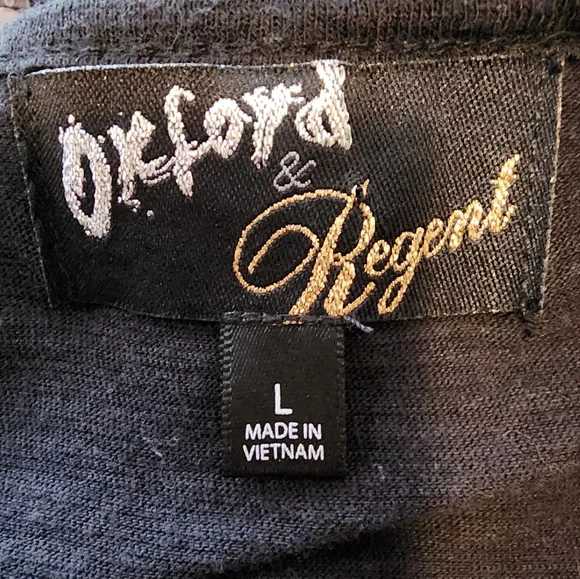 Oxford
&
Regent
L
MADE IN
VIETNAM